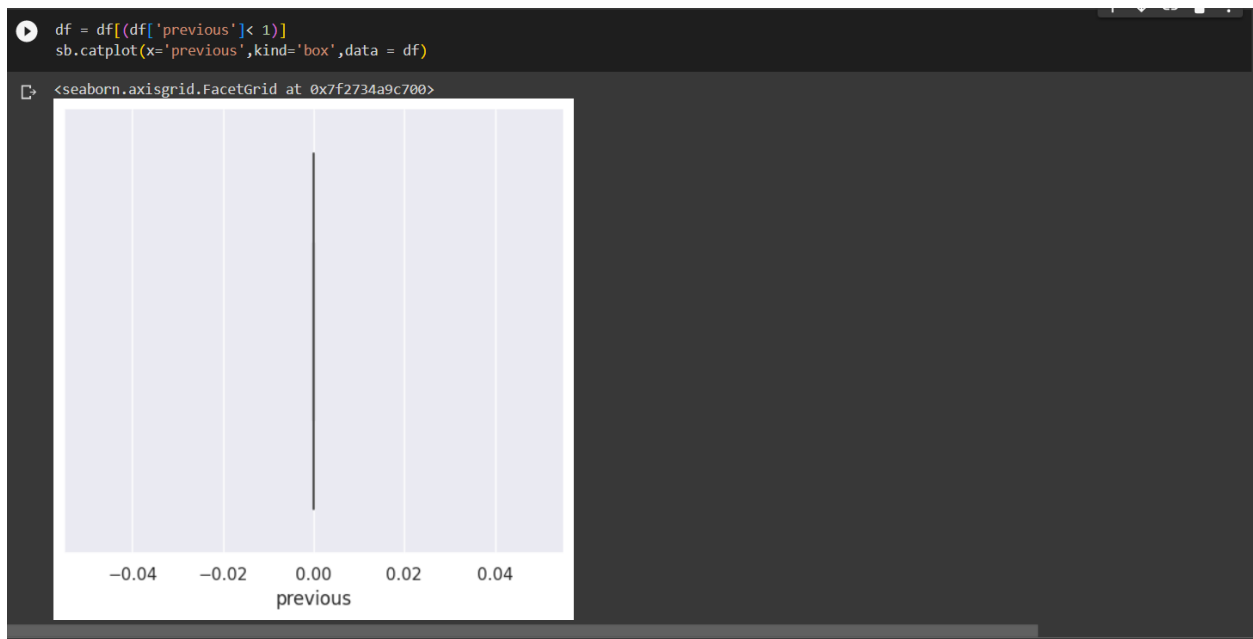 df = df[(df['previous']< 1)]
sb.catplot(x='previous',kind='box',data = df)
<seaborn.axisgrid.FacetGrid at 0x7f2734a9c700>
−0.04 −0.02 0.00 0.02 0.04
previous